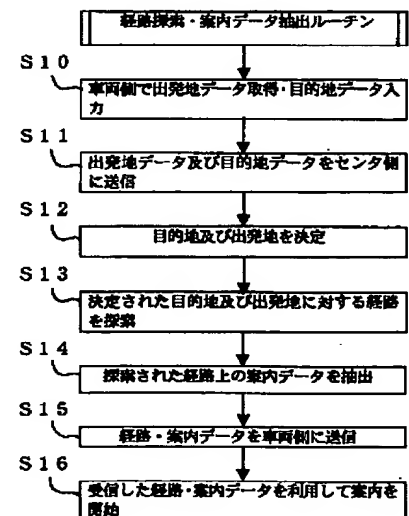 経路探索・案内データ抽出ルーチン
S10
車両側で出発地データ取得・目的地データ入
力
S11
出発地データ及び目的地データをセンタ側
に送信
S12
目的地及び出発地を決定
S13
決定された目的地及び出発地に対する経路
を探索
S14
探索された経路上の案内データを抽出
S15
経路・案内データを車両側に送信
S16
受信した経路・案内データを利用して案内を
開始